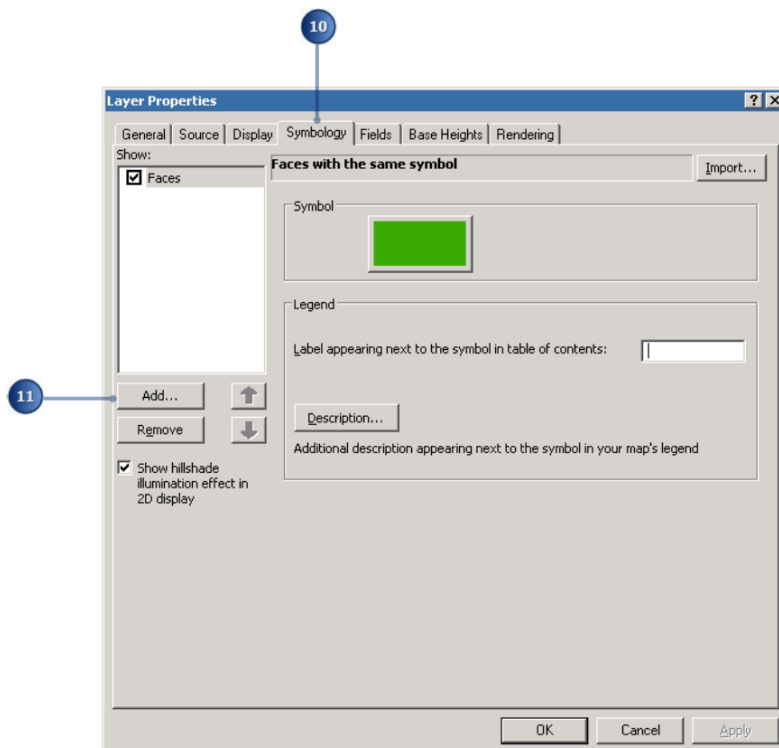 10
Layer Properties
General Source Display Symbology Fields Base Heights Rendering
Show:
Faces
Faces with the same symbol
Import...
Symbol
Legend
Label appearing next to the symbol in table of contents:
11
Add...
Remove
Description...
Additional description appearing next to the symbol in your map's legend
Show hillshade
illumination effect in
2D display
OK Cancel Apply